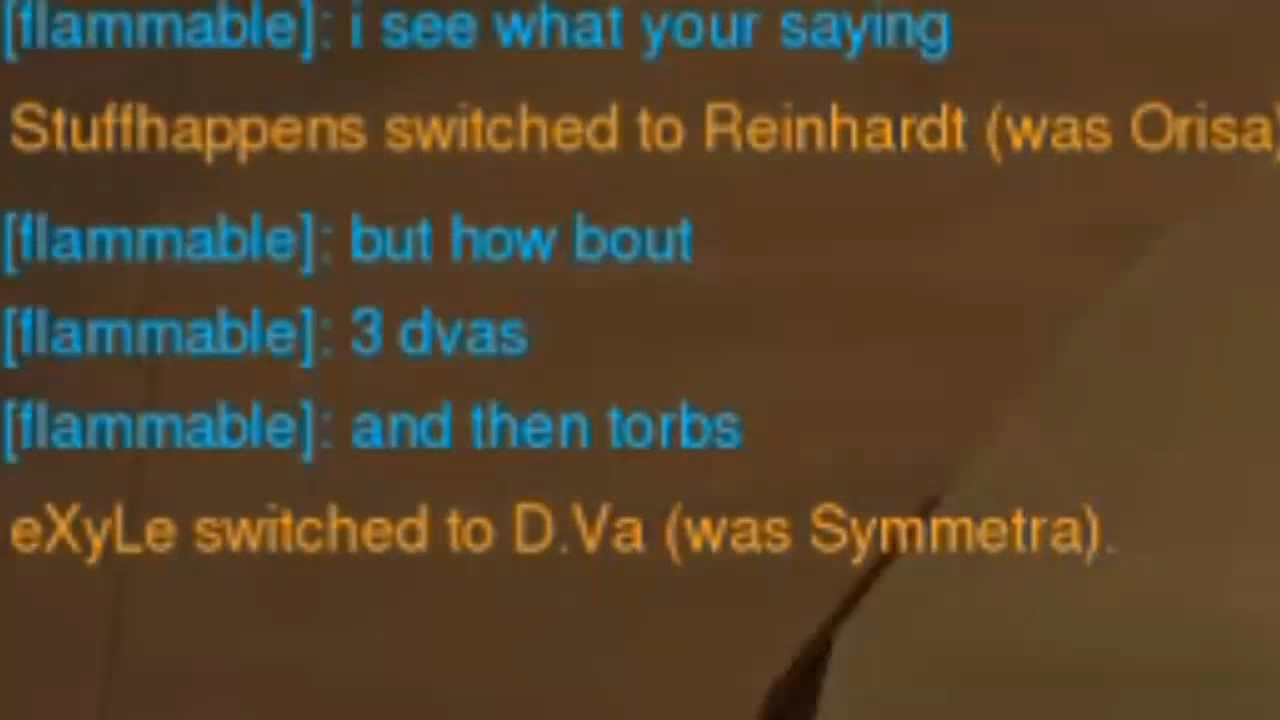 [flammable]: i see what your saying
Stuffhappens switched to Reinhardt (was Orisa)
[flammable]: but how bout
[flammable]: 3 dvas
[flammable]: and then torbs
eXyLe switched to D.Va (was Symmetra).